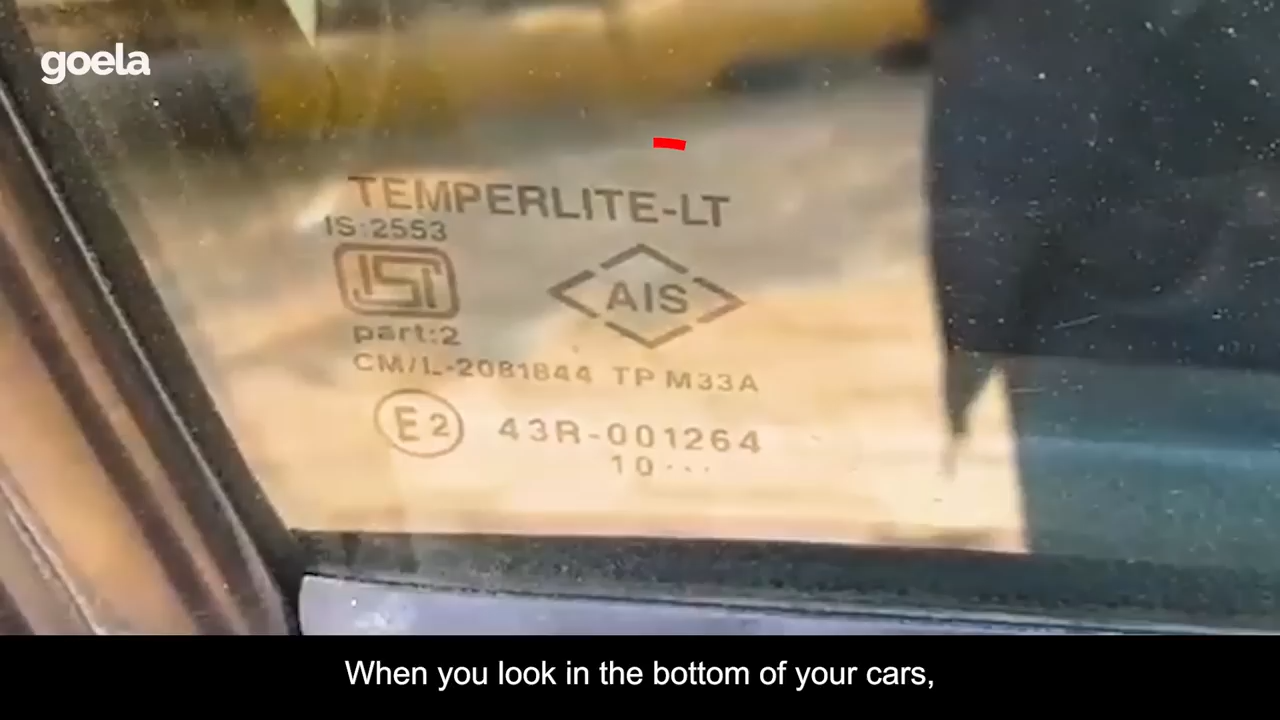 goela
TEMPERLITE-LT
IS:2553
ISI
part:2
AIS
CM/L-2081844 TP M33A
E2 43R-001264
10···
When you look in the bottom of your cars,